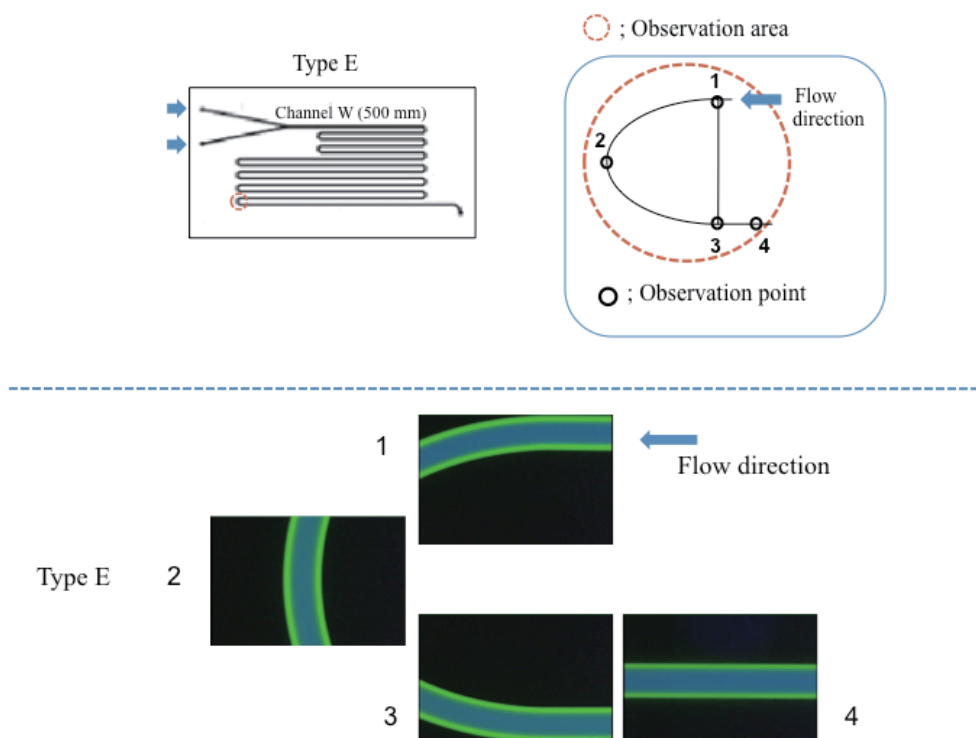 ; Observation area
Type E
Channel W (500 mm)
1
Flow
direction
2
3
4
; Observation point
1
Flow direction
Type E
2
3
4